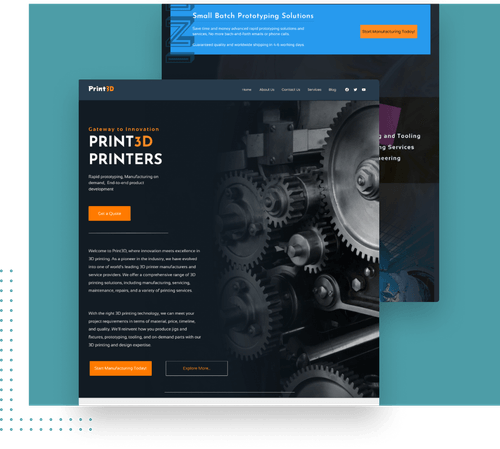 Small Batch Prototyping Solutions
Save time and money advanced rapid prototyping solutions and
services. No more back-and-forth emails or phone calls.
Guaranteed quality and worldwide shipping in 1-4 working days
Start Manufacturing Today!
Print3D
Home
About Us
Contact us
Services
Blog
Gateway to Innovation
PRINT3D
PRINTERS
Rapid prototyping, Manufacturing on
demand, End-to-end product
development
Get a Quote
g and Tooling
ng Services
neering
Welcome to Print3D, where innovation meets excellence in
3D printing. As a pioneer in the industry, we have evolved
into one of world's leading 3D printer manufacturers and
service providers. We offer a comprehensive range of 3D
printing solutions, including manufacturing, servicing,
maintenance, repairs, and a variety of printing services.
With the right 3D printing technology, we can meet your
project requirements in terms of material, price, timeline,
and quality. We'll reinvent how you produce jigs and
fixtures, prototyping, tooling, and on-demand parts with our
3D printing and design expertise.
Start Manufacturing Today!
Explore More...